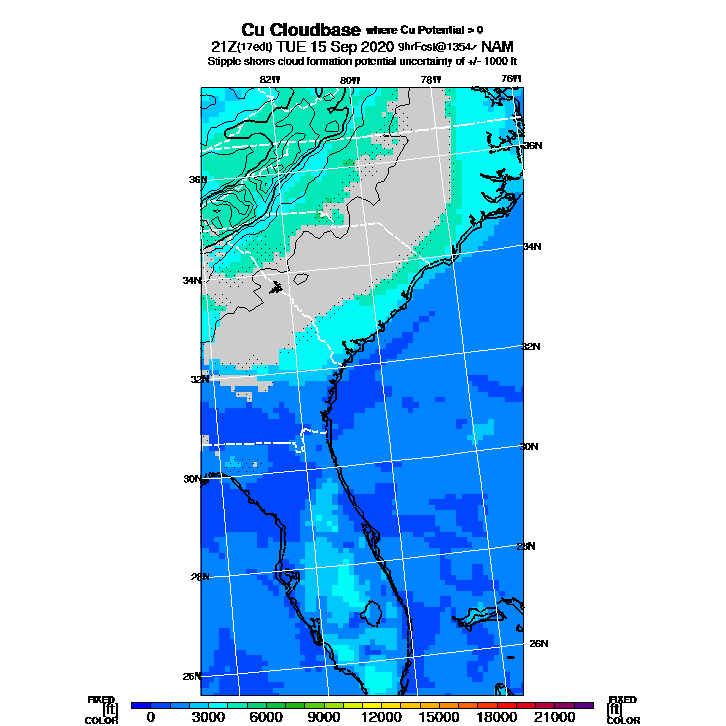 Cu Cloudbase where Cu Potential > 0
21Z(17edt) TUE 15 Sep 2020 9hrFcst@1354z NAM
Stipple shows cloud formation potential uncertainty of +/- 1000 ft
82W 80W 78W 76W
36N
36N
34N
34N
32N
32N
30N
30N
28N
28N
26N
26N
FIXED FIXED
[ft] [ft]
COLOR COLOR
0 3000 6000 9000 12000 15000 18000 21000